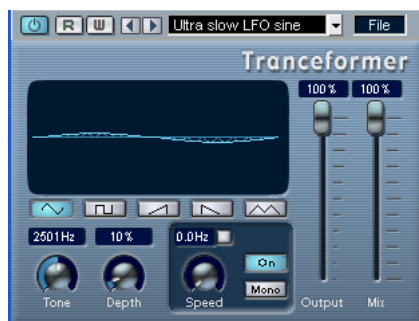 R W Ultra slow LFO sine File
Tranceformer
100 % 100 %
2501Hz 10 % 0.0Hz
On
Mono
Tone Depth Speed Output Mix